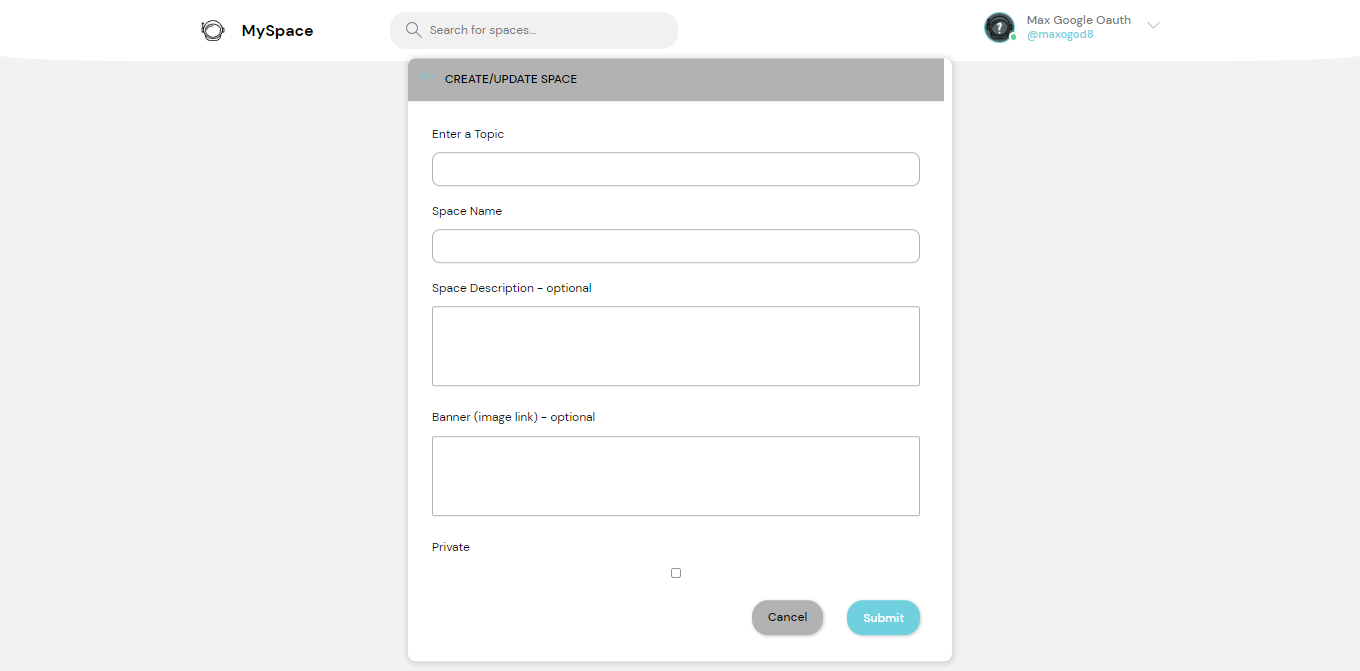 MySpace
Search for spaces...
Max Google Oauth
@maxogod8
?
CREATE/UPDATE SPACE
Enter a Topic
Space Name
Space Description - optional
Banner (image link) - optional
Private
Cancel
Submit